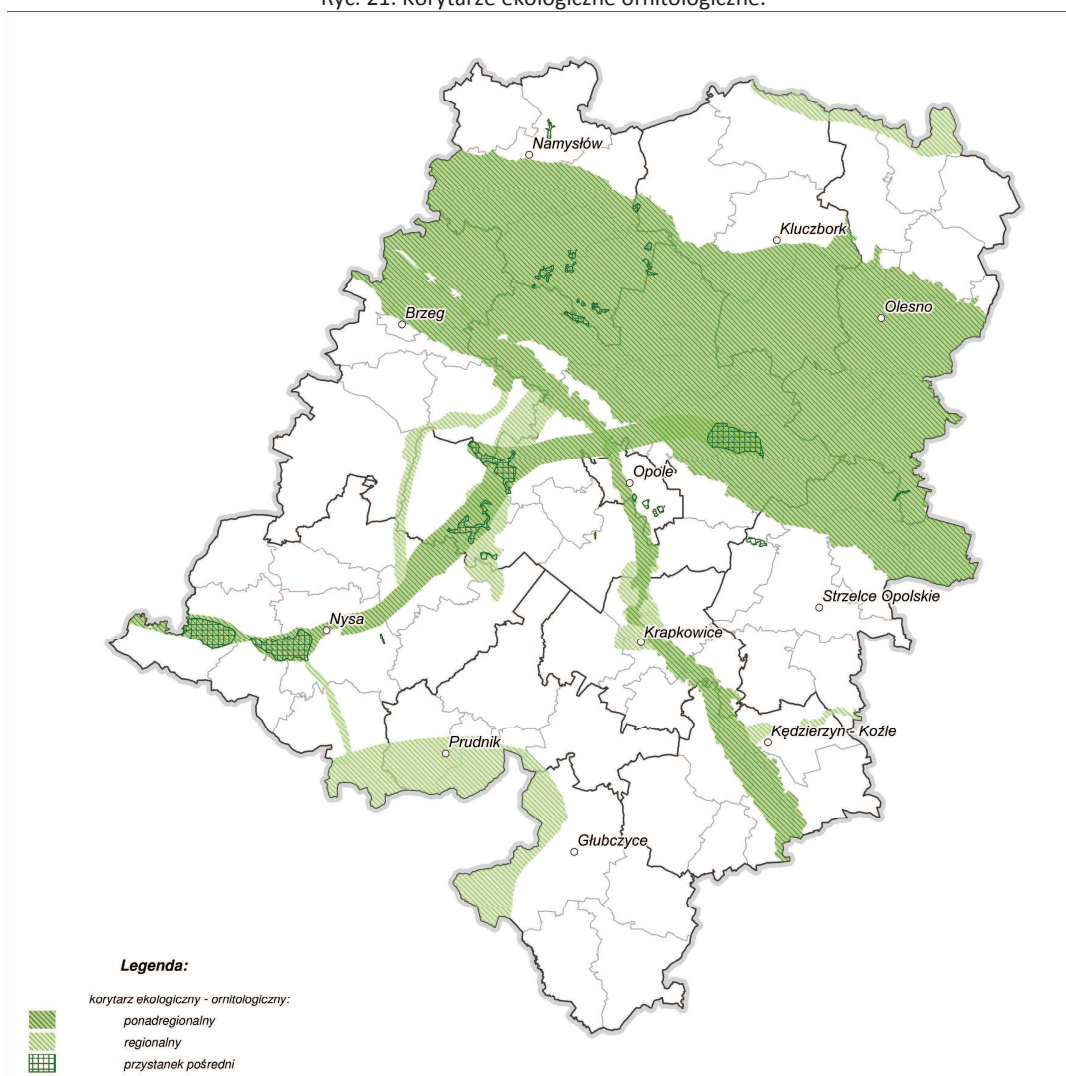 Ryc. 21. Korytarze ekologiczne ornitologiczne.
Namysłów
Kluczbork
Olesno
Brzeg
Opole
Strzelce Opolskie
Nysa
Krapkowice
Kędzierzyn - Koźle
Prudnik
Głubczyce
Legenda:
korytarz ekologiczny - ornitologiczny:
ponadregionalny
regionalny
przystanek pośredni